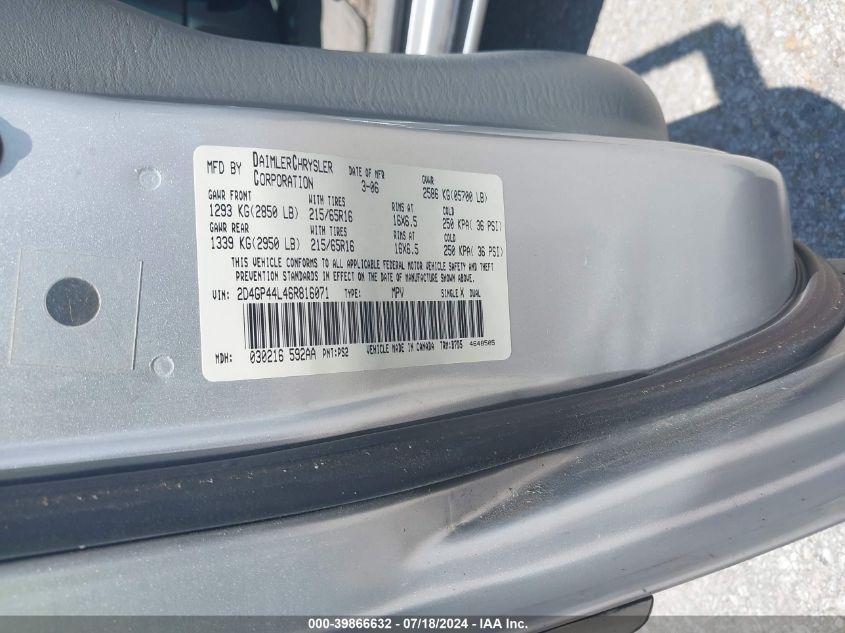 MFD BY DAIMLERCHRYSLER CORPORATION DATE OF MFR 3-06 GVWR 2586 KG(05700 LB)
GAWR FRONT WITH TIRES RIMS AT COLD
1293 KG(2850 LB) 215/65R16 16X6.5 250 KPA( 36 PSI)
GAWR REAR WITH TIRES RIMS AT COLD
1339 KG(2950 LB) 215/65R16 16X6.5 250 KPA( 36 PSI)
THIS VEHICLE CONFORMS TO ALL APPLICABLE FEDERAL MOTOR VEHICLE SAFETY AND THEFT
PREVENTION STANDARDS IN EFFECT ON THE DATE OF MANUFACTURE SHOWN ABOVE.
VIN: 2D4GP44L46R816071 TYPE: MPV SINGLE X DUAL
MDH: 030216 592AA PNT:PS2 VEHICLE MADE IN CANADA TRM:B7D5 4648505
000-39866632 - 07/18/2024 - IAA Inc.